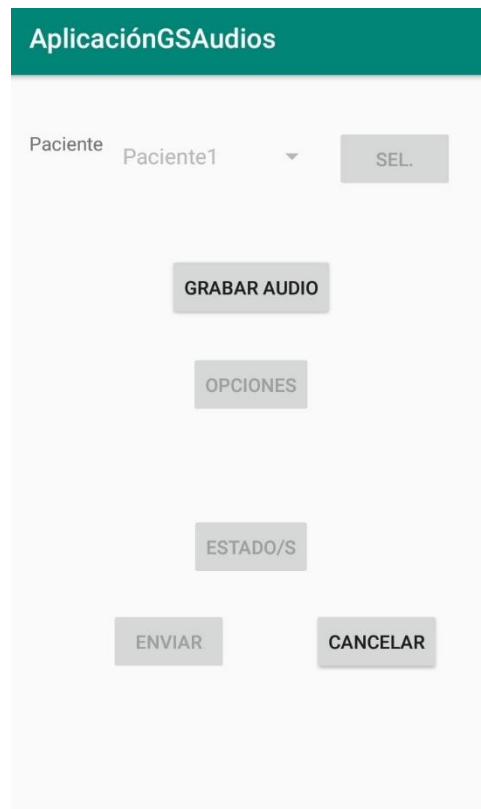 AplicaciónGSAudios
Paciente
Paciente1
SEL.
GRABAR AUDIO
OPCIONES
ESTADO/S
ENVIAR
CANCELAR